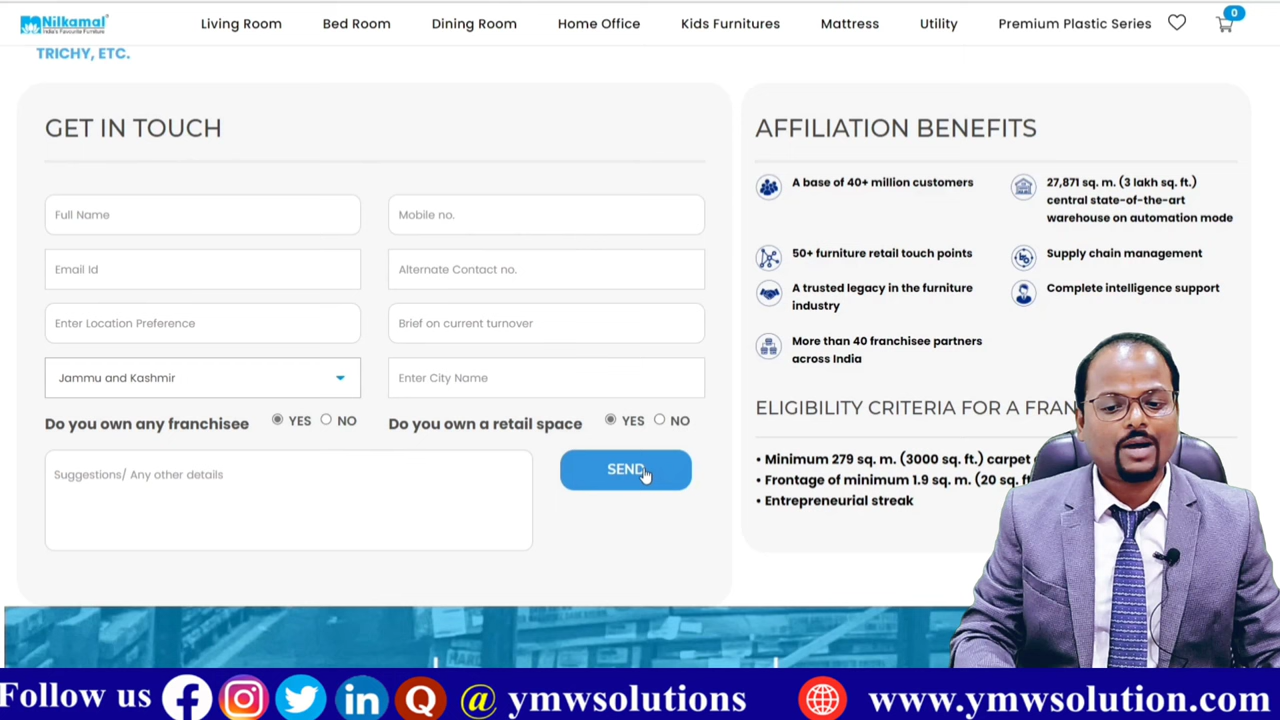 Nilkamal
India's Favourite Furniture
Living Room
Bed Room
Dining Room
Home Office
Kids Furnitures
Mattress
Utility
Premium Plastic Series
0
TRICHY, ETC.
GET IN TOUCH
Full Name
Mobile no.
Email Id
Alternate Contact no.
Enter Location Preference
Brief on current turnover
Jammu and Kashmir
Enter City Name
Do you own any franchisee
YES
NO
Do you own a retail space
YES
NO
Suggestions/ Any other details
SEND
AFFILIATION BENEFITS
A base of 40+ million customers
27,871 sq. m. (3 lakh sq. ft.)
central state-of-the-art
warehouse on automation mode
50+ furniture retail touch points
Supply chain management
A trusted legacy in the furniture
industry
Complete intelligence support
More than 40 franchisee partners
across India
ELIGIBILITY CRITERIA FOR A FRAN
• Minimum 279 sq. m. (3000 sq. ft.) carpet
• Frontage of minimum 1.9 sq. m. (20 sq. ft
• Entrepreneurial streak
Follow us
@ ymwsolutions
www.ymwsolution.com